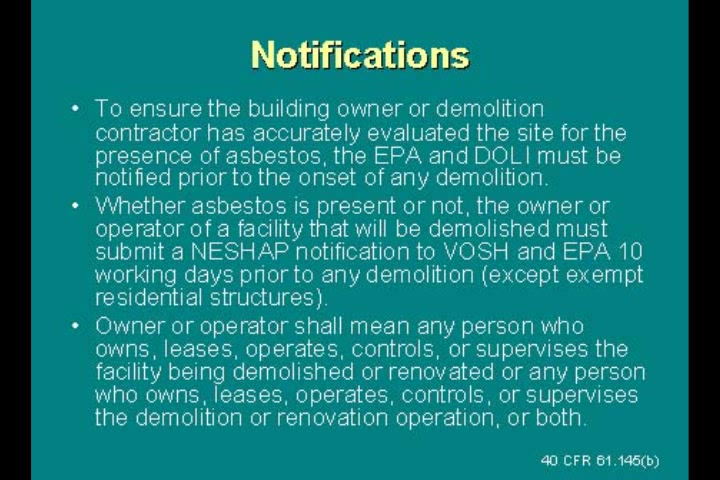 Notifications
• To ensure the building owner or demolition
contractor has accurately evaluated the site for the
presence of asbestos, the EPA and DOLI must be
notified prior to the onset of any demolition.
• Whether asbestos is present or not, the owner or
operator of a facility that will be demolished must
submit a NESHAP notification to VOSH and EPA 10
working days prior to any demolition (except exempt
residential structures).
• Owner or operator shall mean any person who
owns, leases, operates, controls, or supervises the
facility being demolished or renovated or any person
who owns, leases, operates, controls, or supervises
the demolition or renovation operation, or both.
40 CFR 61.145(b)